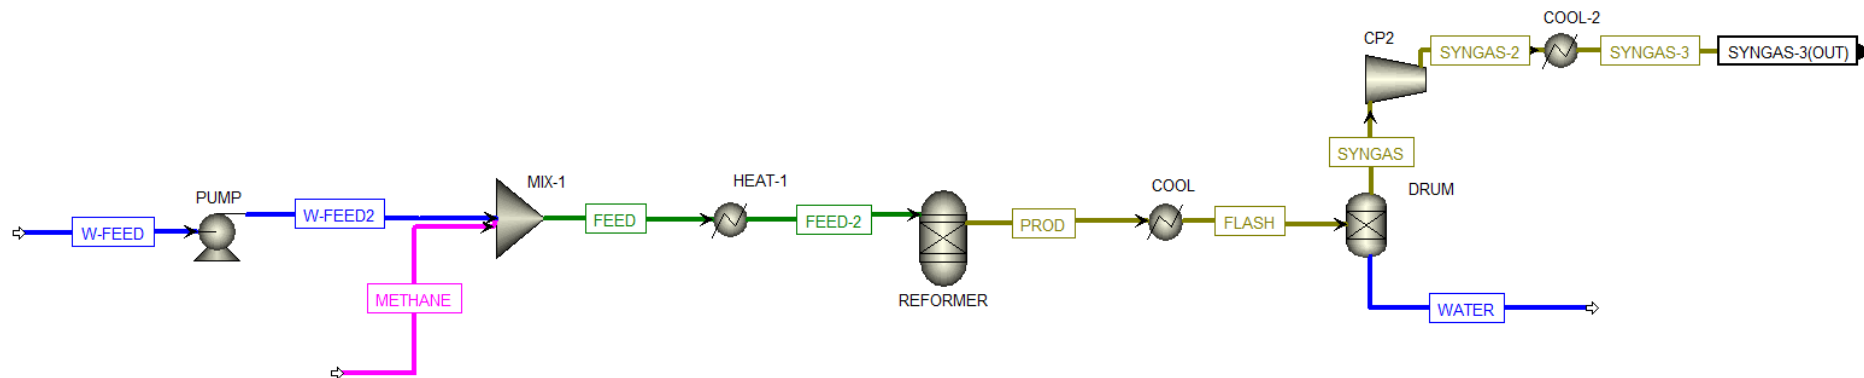 COOL-2
CP2
SYNGAS-2
SYNGAS-3
SYNGAS-3(OUT)
SYNGAS
MIX-1
HEAT-1
COOL
DRUM
PUMP
W-FEED
W-FEED2
FEED
FEED-2
PROD
FLASH
METHANE
REFORMER
WATER